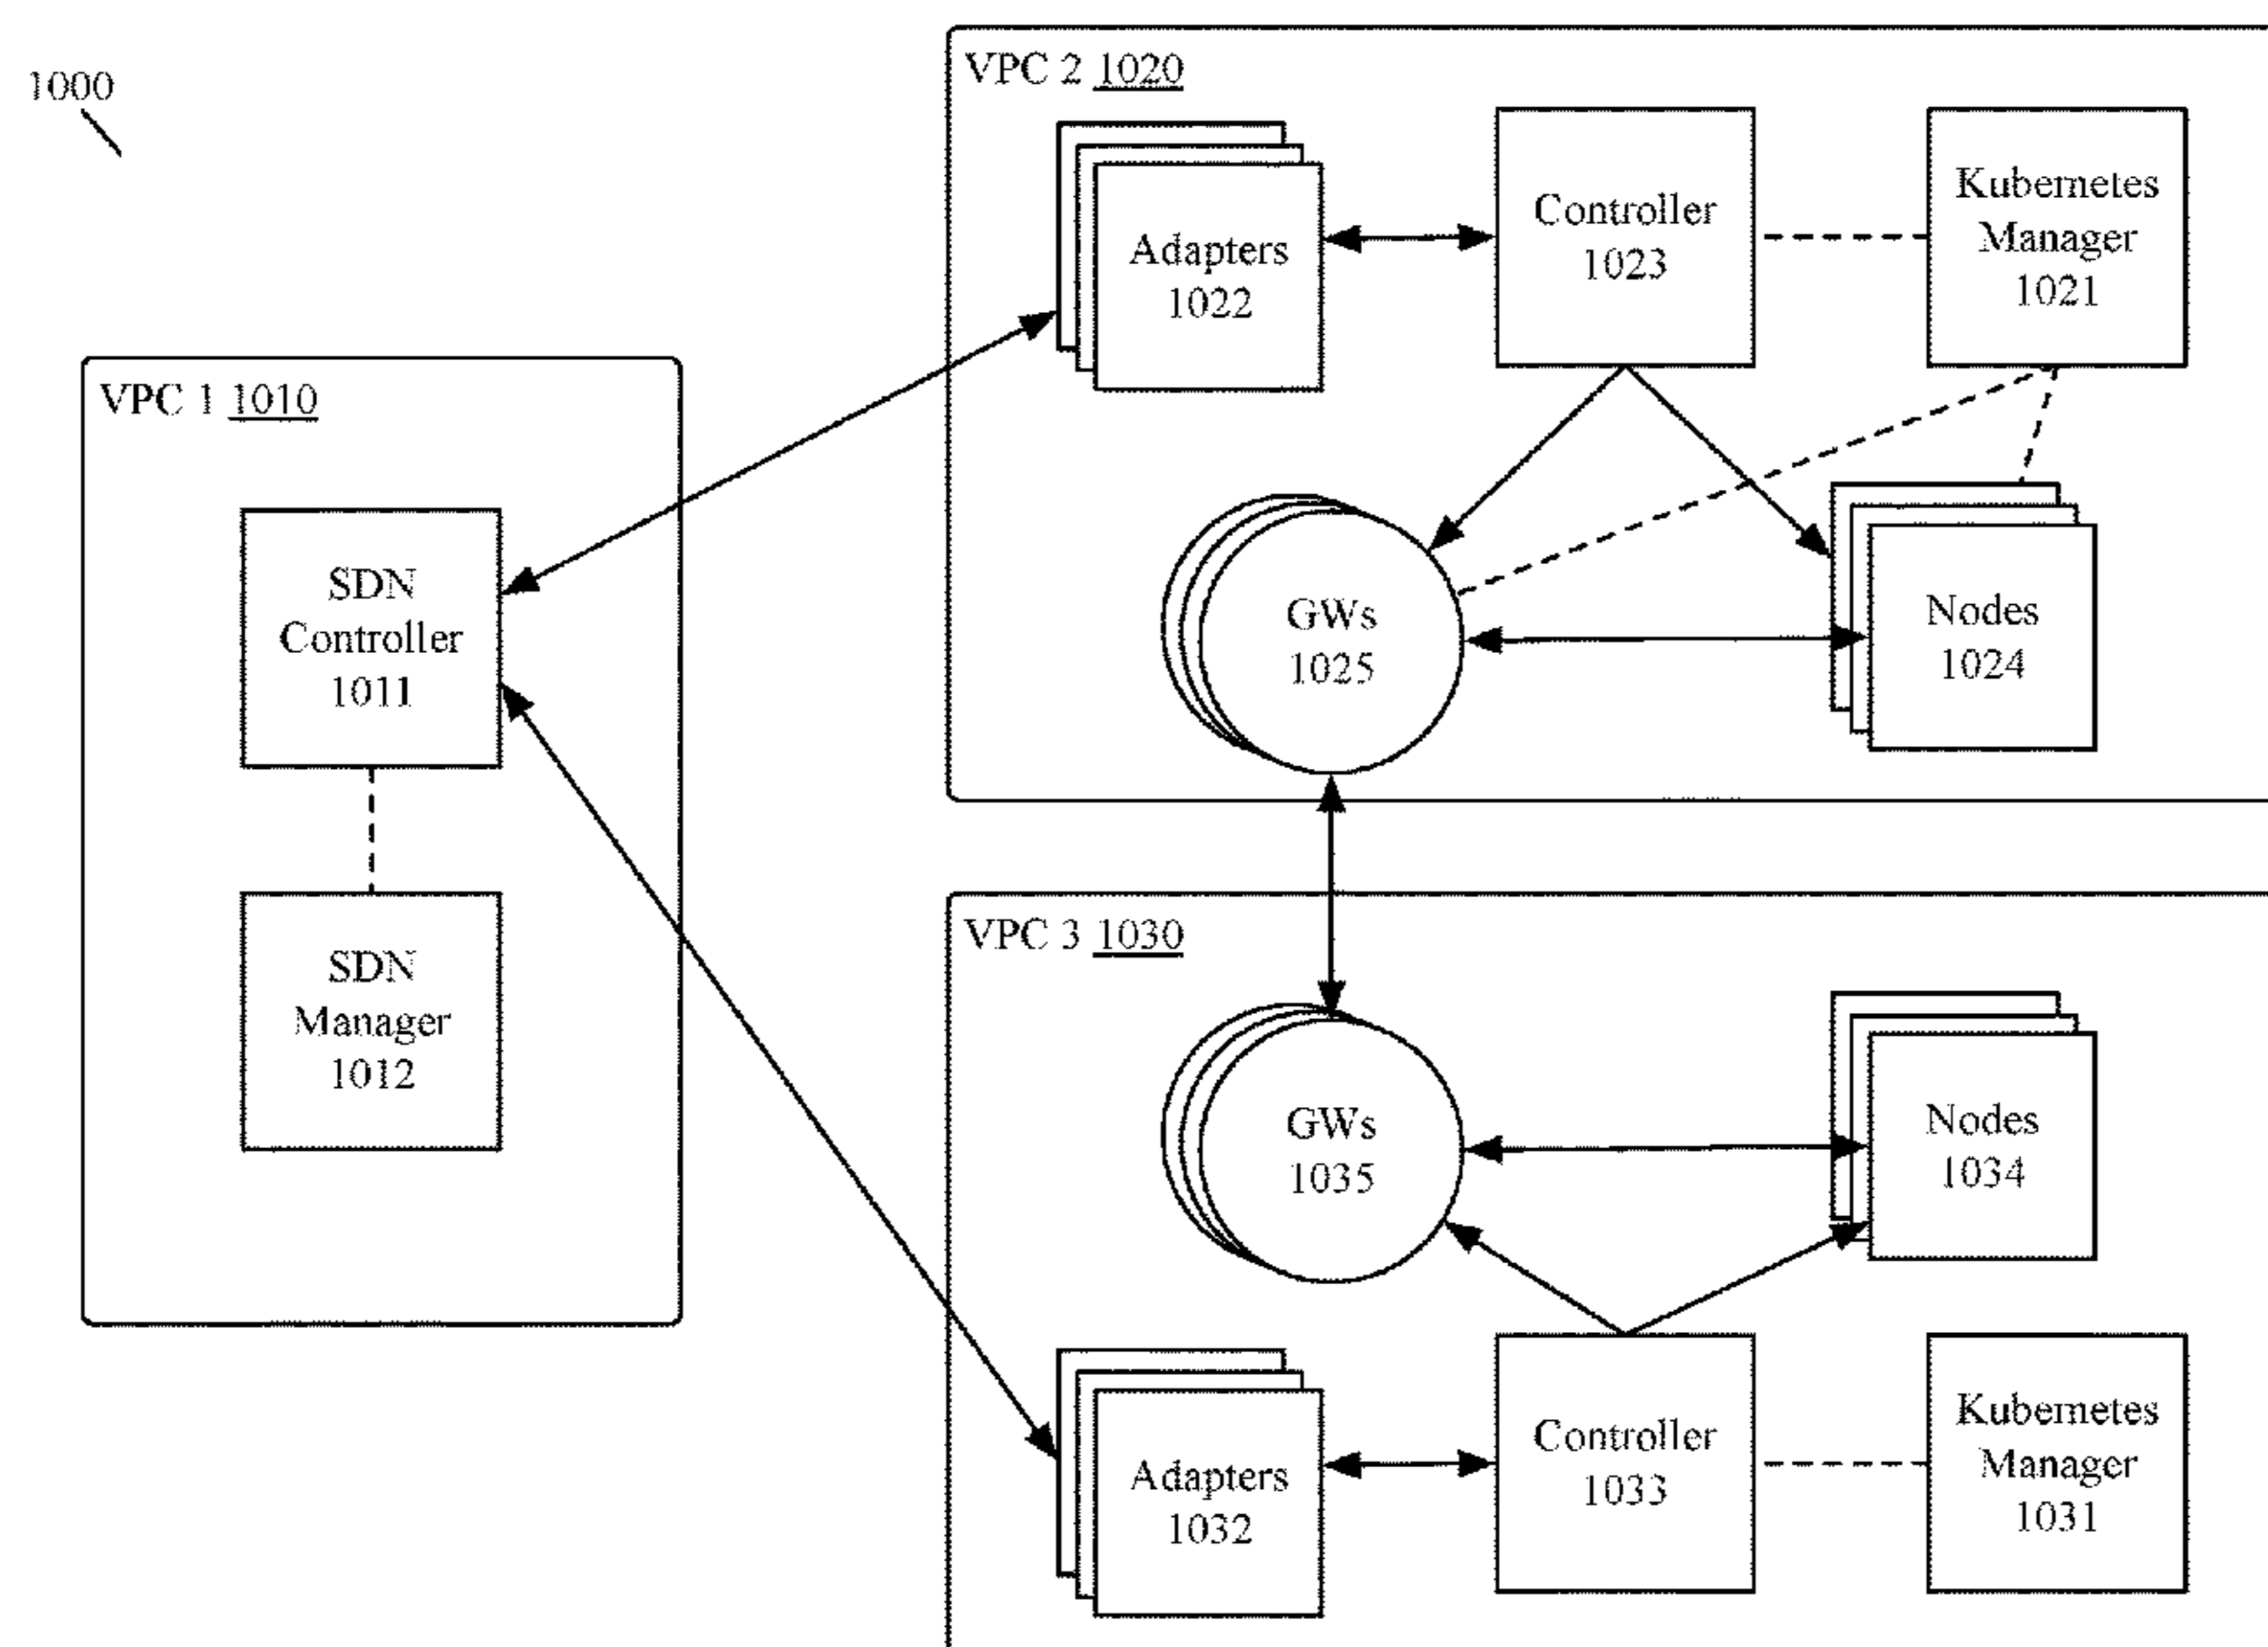 1000
VPC 1 1010
SDN
Controller
1011
SDN
Manager
1012
VPC 2 1020
Adapters
1022
Controller
1023
Kubernetes
Manager
1021
GWs
1025
Nodes
1024
VPC 3 1030
GWs
1035
Nodes
1034
Adapters
1032
Controller
1033
Kubernetes
Manager
1031